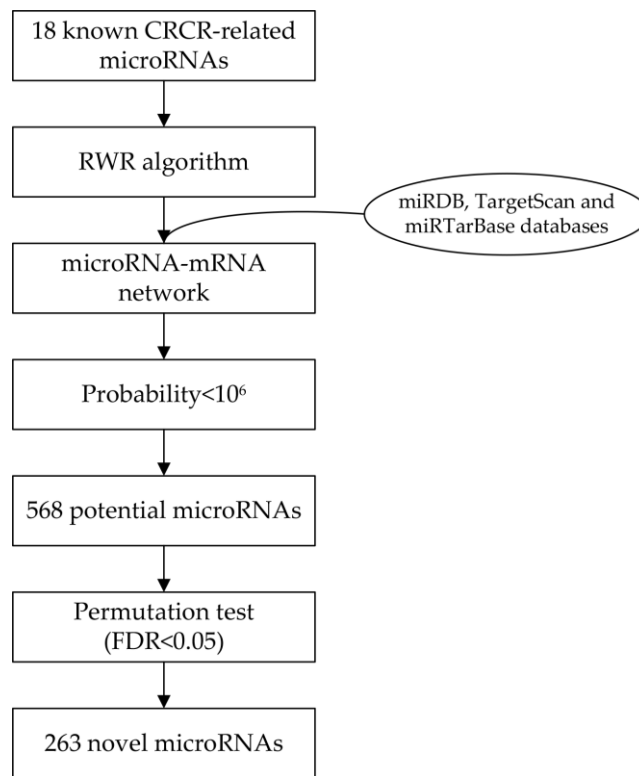 18 known CRCR-related
microRNAs
RWR algorithm
miRDB, TargetScan and
miRTarBase databases
microRNA-mRNA
network
Probability<10⁶
568 potential microRNAs
Permutation test
(FDR<0.05)
263 novel microRNAs